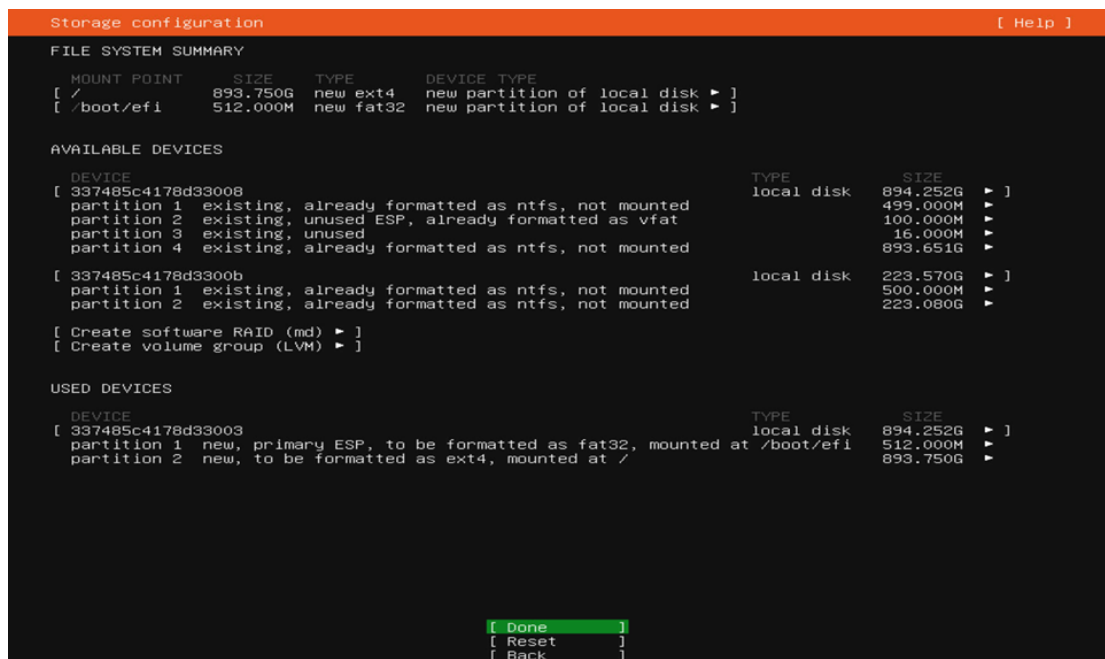 Storage configuration [ Help ]
FILE SYSTEM SUMMARY
MOUNT POINT SIZE TYPE DEVICE TYPE
[ / 893.750G new ext4 new partition of local disk ► ]
[ /boot/efi 512.000M new fat32 new partition of local disk ► ]
AVAILABLE DEVICES
DEVICE TYPE SIZE
[ 337485c4178d33008 local disk 894.252G ► ]
partition 1 existing, already formatted as ntfs, not mounted 499.000M ►
partition 2 existing, unused ESP, already formatted as vfat 100.000M ►
partition 3 existing, unused 16.000M ►
partition 4 existing, already formatted as ntfs, not mounted 893.651G ►
[ 337485c4178d3300b local disk 223.570G ► ]
partition 1 existing, already formatted as ntfs, not mounted 500.000M ►
partition 2 existing, already formatted as ntfs, not mounted 223.080G ►
[ Create software RAID (md) ► ]
[ Create volume group (LVM) ► ]
USED DEVICES
DEVICE TYPE SIZE
[ 337485c4178d33003 local disk 894.252G ► ]
partition 1 new, primary ESP, to be formatted as fat32, mounted at /boot/efi 512.000M ►
partition 2 new, to be formatted as ext4, mounted at / 893.750G ►
[ Done ]
[ Reset ]
[ Back ]